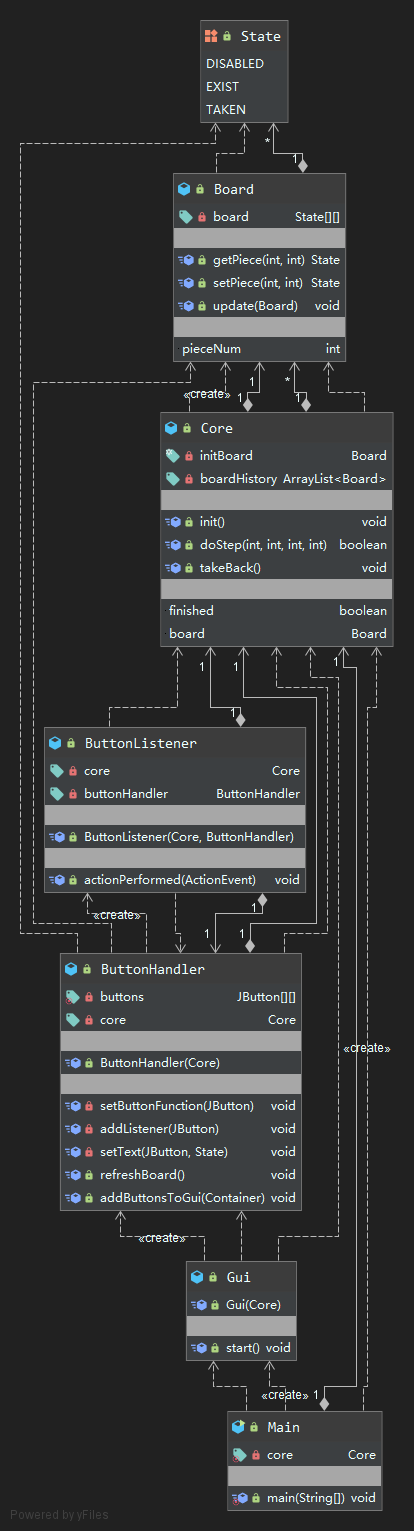 State
DISABLED
EXIST
TAKEN
*
1
Board
board State[][]
getPiece(int, int) State
setPiece(int, int) State
update(Board) void
pieceNum int
«create» 1 *
1 1
Core
initBoard Board
boardHistory ArrayList<Board>
init() void
doStep(int, int, int, int) boolean
takeBack() void
finished boolean
board Board
1 1 1
1
ButtonListener
core Core
buttonHandler ButtonHandler
ButtonListener(Core, ButtonHandler)
actionPerformed(ActionEvent) void
«create» 1
1 1
ButtonHandler
buttons JButton[][]
core Core
ButtonHandler(Core)
setButtonFunction(JButton) void
addListener(JButton) void
setText(JButton, State) void
refreshBoard() void
addButtonsToGui(Container) void
«create»
«create»
Gui
Gui(Core)
start() void
«create» 1
Main
core Core
main(String[]) void
Powered by yFiles